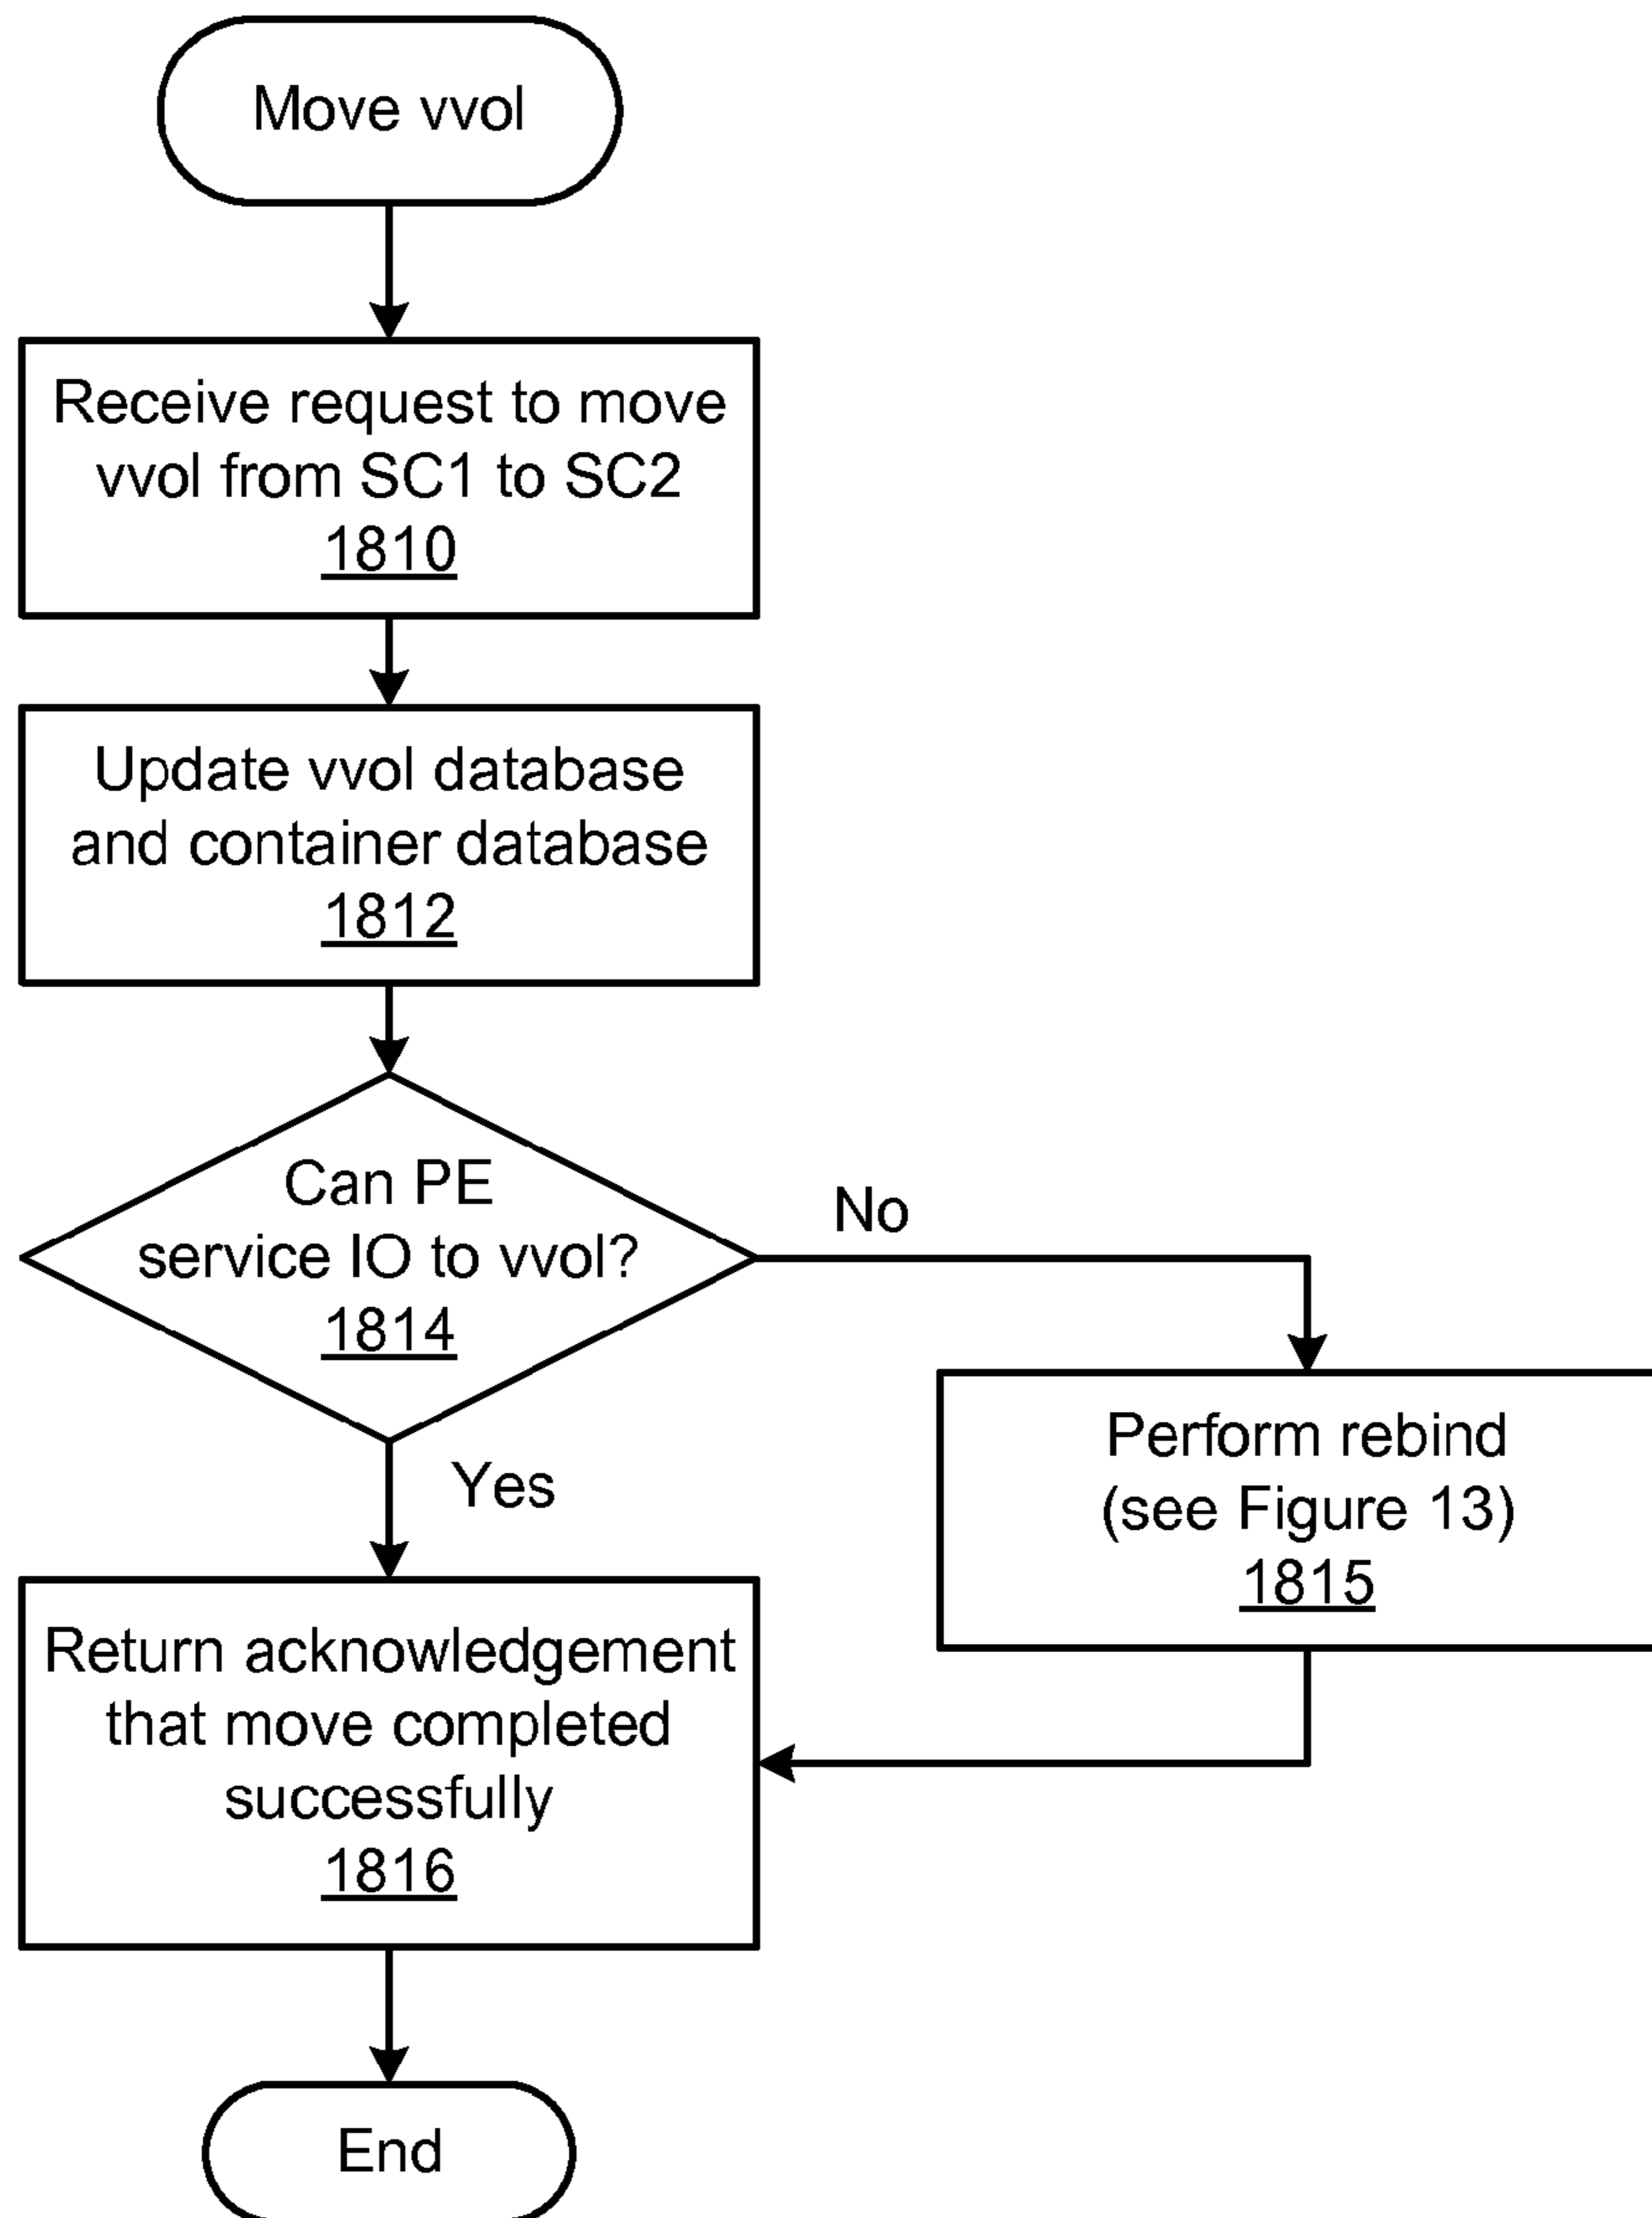 Move vvol
Receive request to move
vvol from SC1 to SC2
1810
Update vvol database
and container database
1812
Can PE
service IO to vvol?
1814
No
Yes
Perform rebind
(see Figure 13)
1815
Return acknowledgement
that move completed
successfully
1816
End